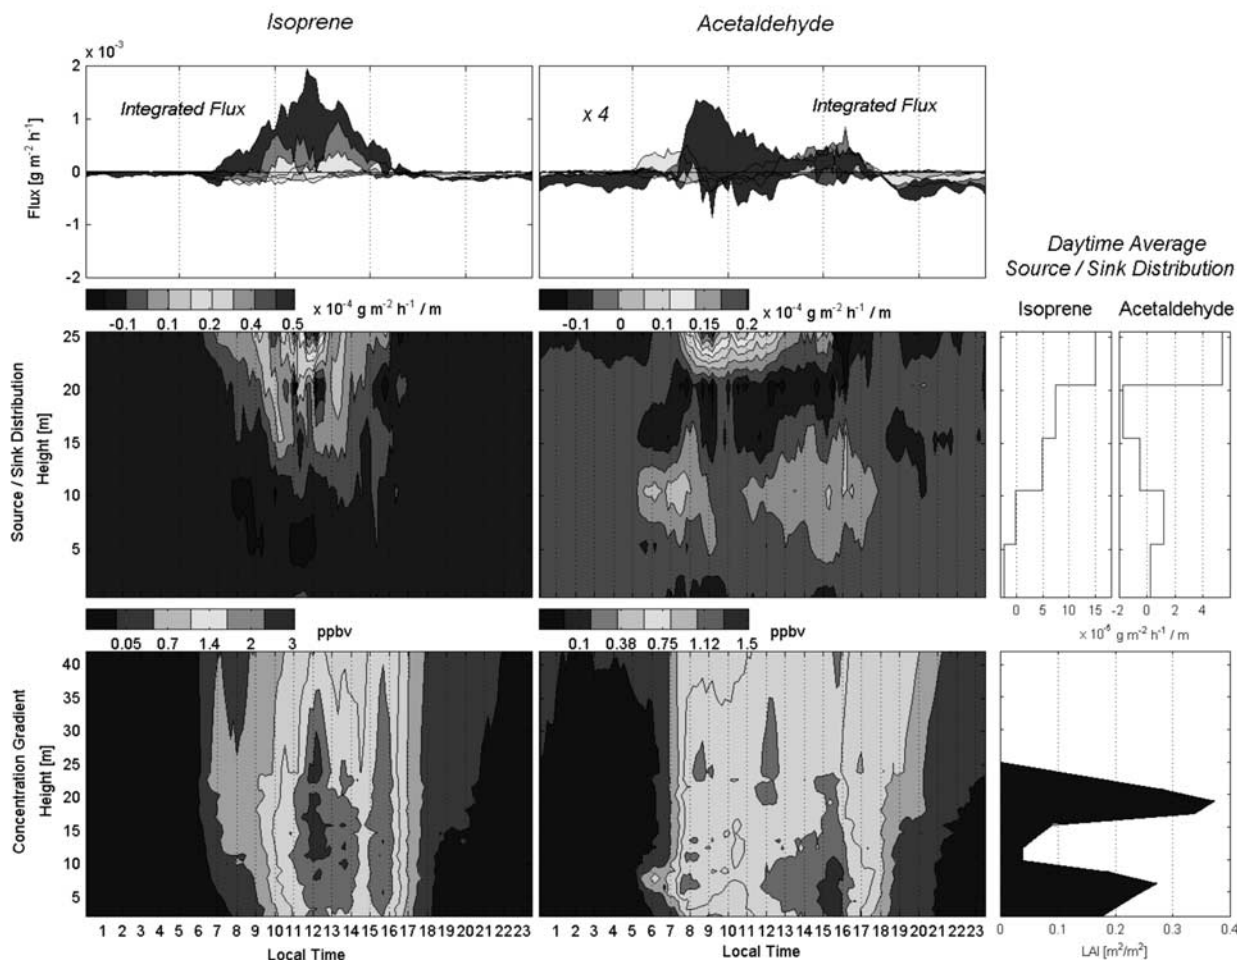 Isoprene
Acetaldehyde
x 10⁻³
2
1
0
-1
-2
Flux [g m⁻² h⁻¹]
Integrated Flux
x 4
Integrated Flux
Daytime Average
Source / Sink Distribution
-0.1 0.1 0.2 0.4 0.5
x 10⁻⁴ g m⁻² h⁻¹ / m
-0.1 0 0.1 0.15 0.2
x 10⁻⁴ g m⁻² h⁻¹ / m
Isoprene
Acetaldehyde
Source / Sink Distribution
Height [m]
25
20
15
10
5
0 5 10 15
-2 0 2 4
x 10⁻⁶ g m⁻² h⁻¹ / m
0.05 0.7 1.4 2 3
ppbv
0.1 0.38 0.75 1.12 1.5
ppbv
Concentration Gradient
Height [m]
40
35
30
25
20
15
10
5
1 2 3 4 5 6 7 8 9 10 11 12 13 14 15 16 17 18 19 20 21 22 23
Local Time
1 2 3 4 5 6 7 8 9 10 11 12 13 14 15 16 17 18 19 20 21 22 23
Local Time
0 0.1 0.2 0.3 0.4
LAI [m²/m²]